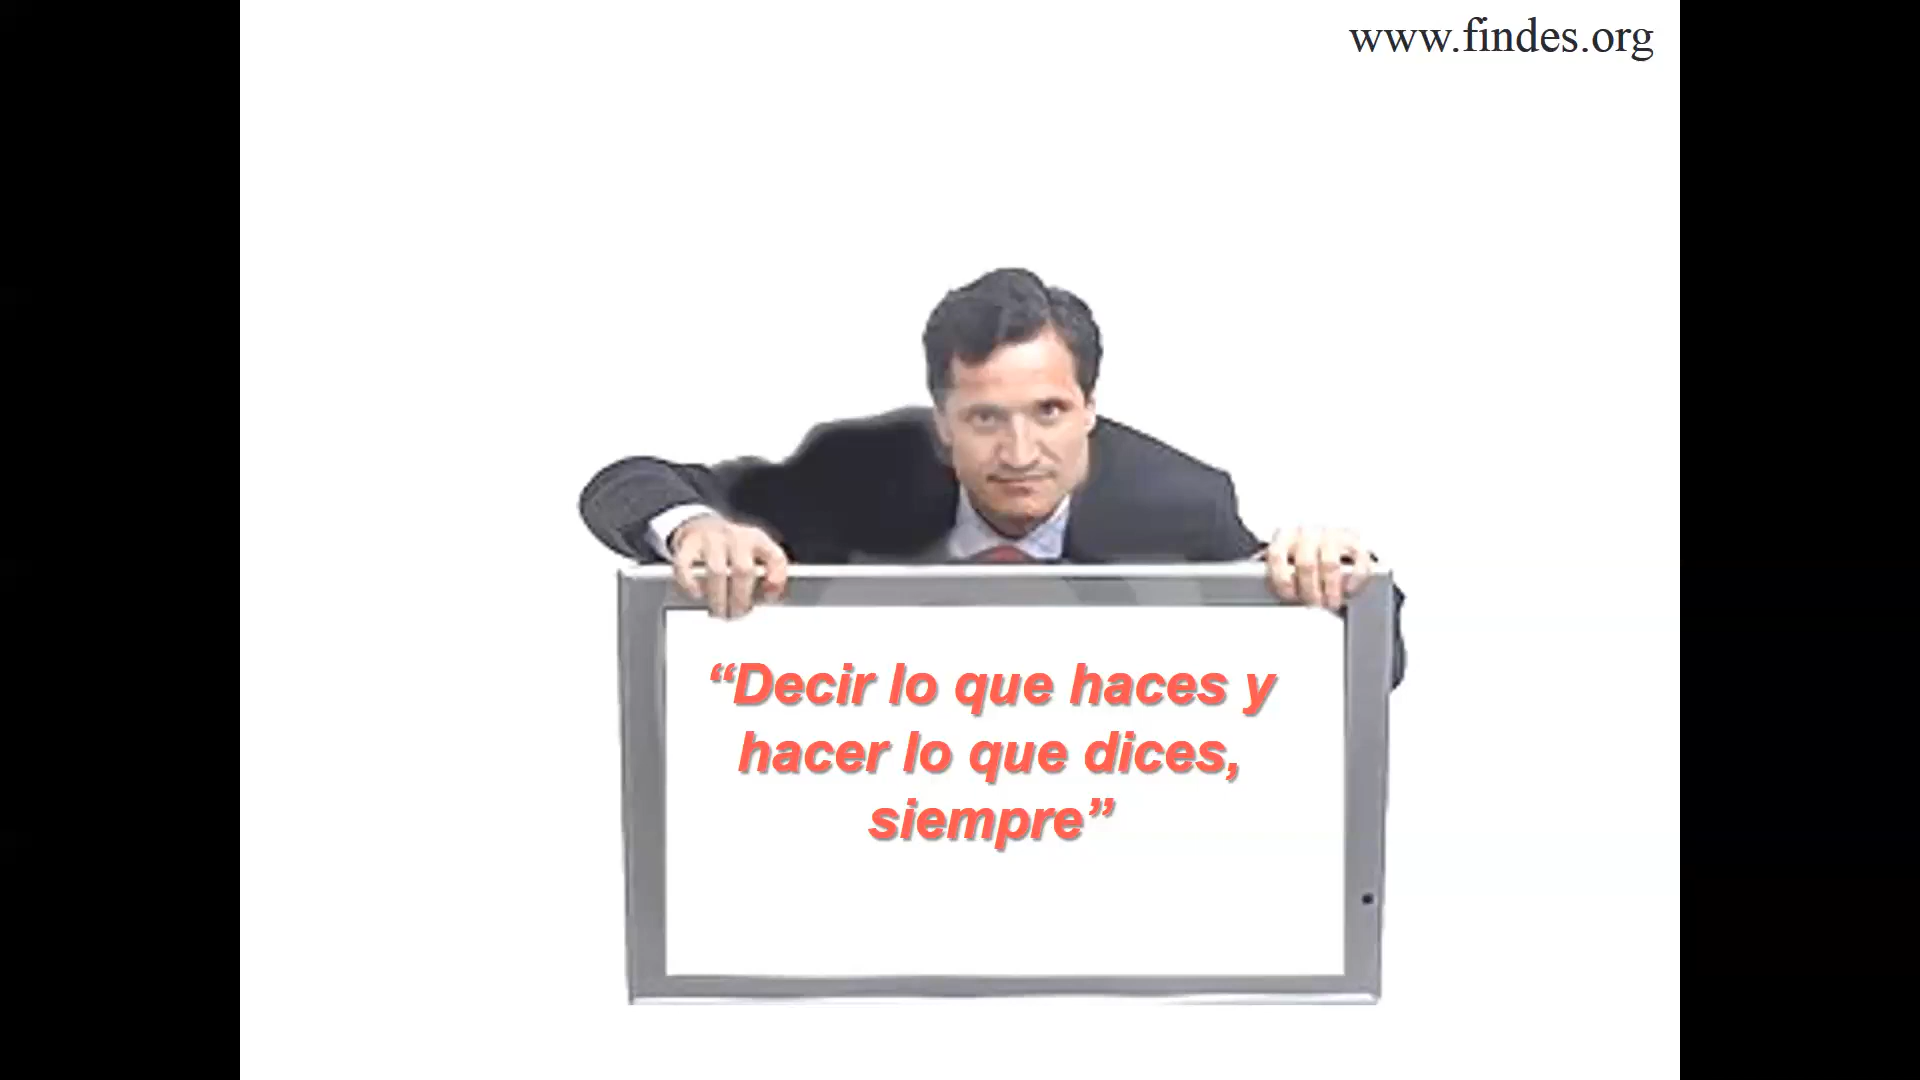 www.findes.org
“Decir lo que haces y
hacer lo que dices,
siempre”